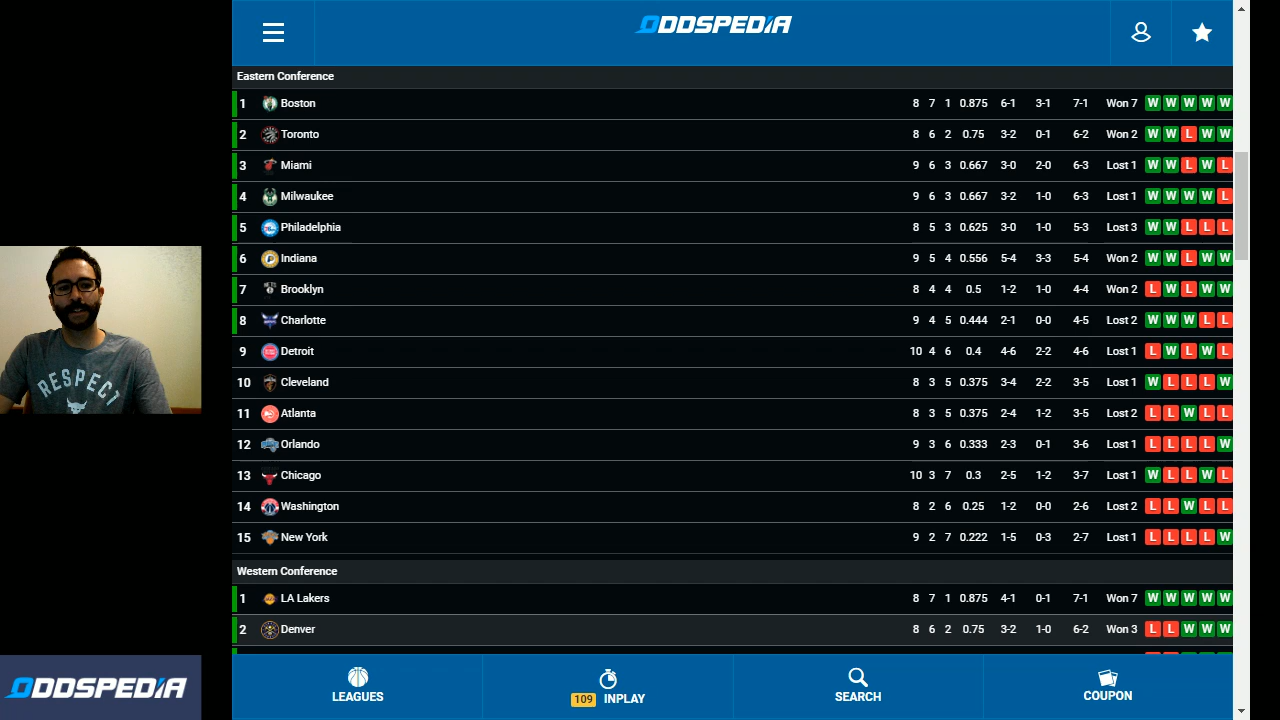 ODDSPEDIA
Eastern Conference
1 Boston 8 7 1 0.875 6-1 3-1 7-1 Won 7 W W W W W
2 Toronto 8 6 2 0.75 3-2 0-1 6-2 Won 2 W W L W W
3 Miami 9 6 3 0.667 3-0 2-0 6-3 Lost 1 W W L W L
4 Milwaukee 9 6 3 0.667 3-2 1-0 6-3 Lost 1 W W W W L
5 Philadelphia 8 5 3 0.625 3-0 1-0 5-3 Lost 3 W W L L L
6 Indiana 9 5 4 0.556 5-4 3-3 5-4 Won 2 W W L W W
7 Brooklyn 8 4 4 0.5 1-2 1-0 4-4 Won 2 L W L W W
8 Charlotte 9 4 5 0.444 2-1 0-0 4-5 Lost 2 W W W L L
9 Detroit 10 4 6 0.4 4-6 2-2 4-6 Lost 1 L W L W L
10 Cleveland 8 3 5 0.375 3-4 2-2 3-5 Lost 1 W L L L W
11 Atlanta 8 3 5 0.375 2-4 1-2 3-5 Lost 2 L L W L L
12 Orlando 9 3 6 0.333 2-3 0-1 3-6 Lost 1 L L L L W
13 Chicago 10 3 7 0.3 2-5 1-2 3-7 Lost 1 W L L W L
14 Washington 8 2 6 0.25 1-2 0-0 2-6 Lost 2 L L W L L
15 New York 9 2 7 0.222 1-5 0-3 2-7 Lost 1 L L L L W
Western Conference
1 LA Lakers 8 7 1 0.875 4-1 0-1 7-1 Won 7 W W W W W
2 Denver 8 6 2 0.75 3-2 1-0 6-2 Won 3 L L W W W
RESPECT
ODDSPEDIA
LEAGUES
109 INPLAY
SEARCH
COUPON